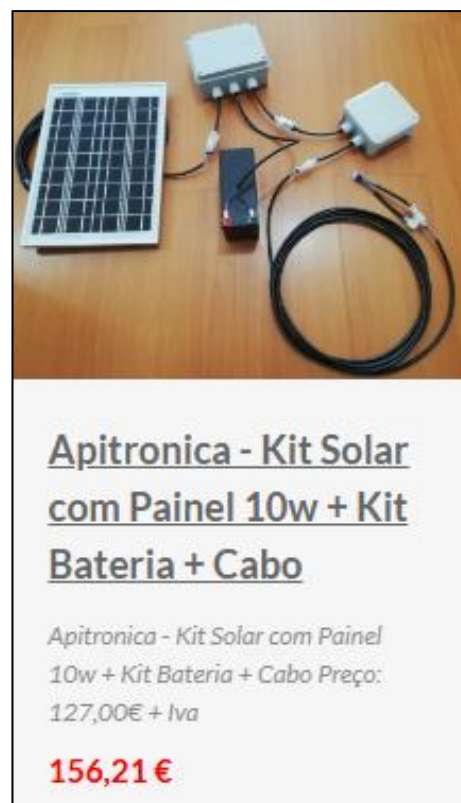 Apitronica - Kit Solar
com Painel 10w + Kit
Bateria + Cabo
Apitronica - Kit Solar com Painel
10w + Kit Bateria + Cabo Preço:
127,00€ + Iva
156,21 €